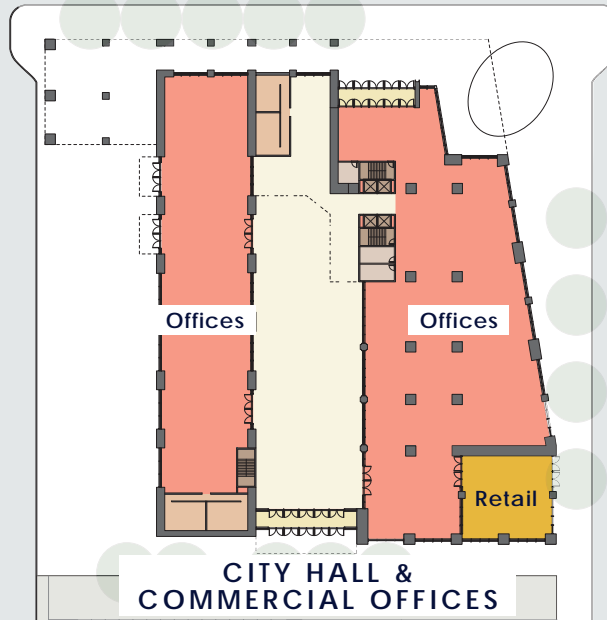 Offices
Offices
Retail
CITY HALL &
COMMERCIAL OFFICES